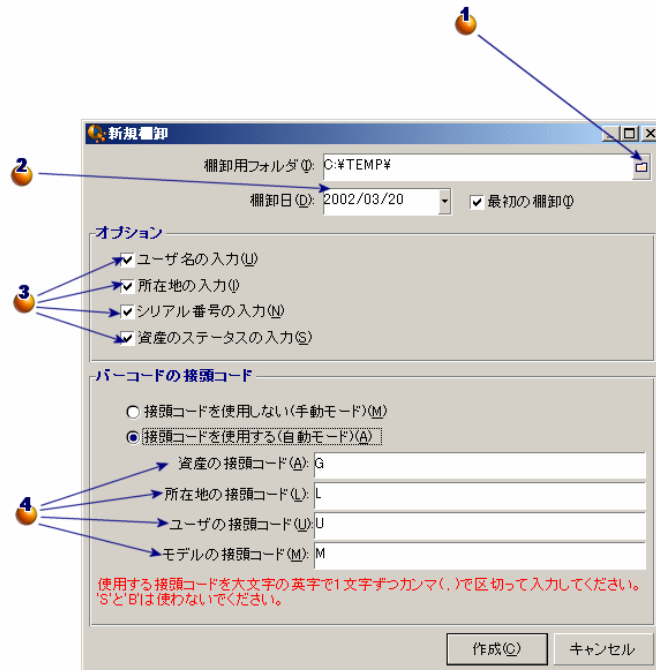 1
新規棚卸
2
棚卸用フォルダ(I): C:¥TEMP¥
棚卸日(D): 2002/03/20 最初の棚卸(I)
オプション
ユーザ名の入力(U)
3
所在地の入力(I)
シリアル番号の入力(N)
資産のステータスの入力(S)
バーコードの接頭コード
接頭コードを使用しない(手動モード)(M)
接頭コードを使用する(自動モード)(A)
資産の接頭コード(A): G
4
所在地の接頭コード(L): L
ユーザの接頭コード(U): U
モデルの接頭コード(M): M
使用する接頭コードを大文字の英字で1文字ずつカンマ(,)で区切って入力してください。
'S'と'B'は使わないでください。
作成(C) キャンセル